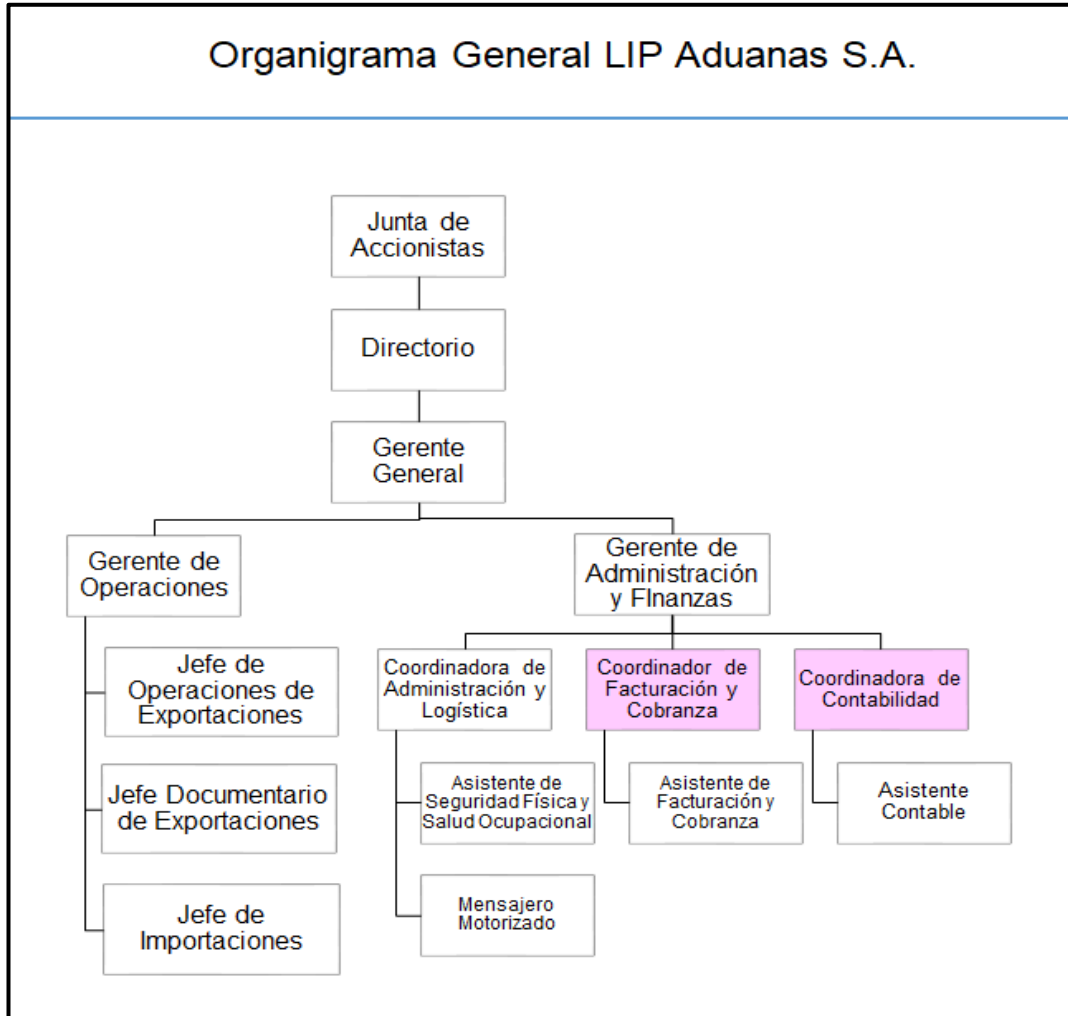 Organigrama General LIP Aduanas S.A.
Junta de
Accionistas
Directorio
Gerente
General
Gerente de
Operaciones
Gerente de
Administración
y FInanzas
Jefe de
Operaciones de
Exportaciones
Jefe Documentario
de Exportaciones
Jefe de
Importaciones
Coordinadora de
Administración y
Logística
Coordinador de
Facturación y
Cobranza
Coordinadora de
Contabilidad
Asistente de
Seguridad Física y
Salud Ocupacional
Asistente de
Facturación y
Cobranza
Asistente
Contable
Mensajero
Motorizado